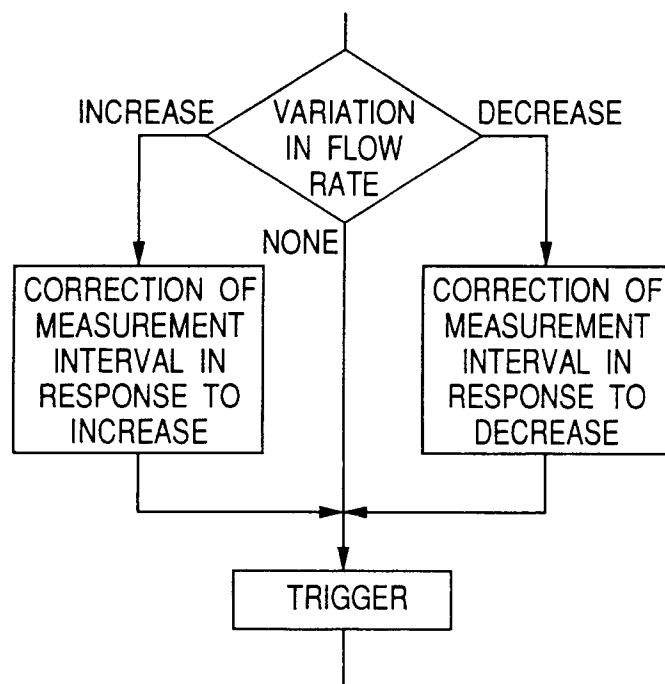 INCREASE
VARIATION
IN FLOW
RATE
DECREASE
NONE
CORRECTION OF
MEASUREMENT
INTERVAL IN
RESPONSE TO
INCREASE
CORRECTION OF
MEASUREMENT
INTERVAL IN
RESPONSE TO
DECREASE
TRIGGER